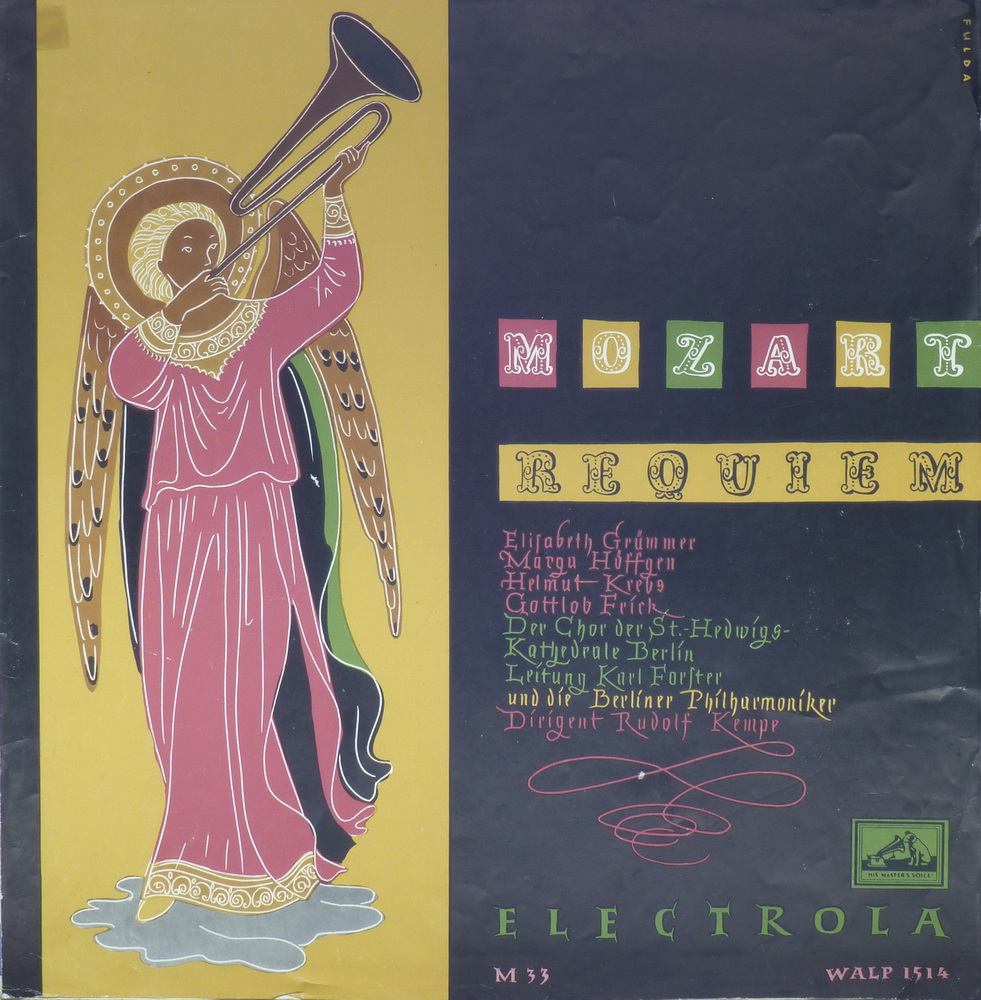 FULDA
MOZART
REQUIEM
Elisabeth Grümmer
Marga Höffgen
Helmut Krebs
Gottlob Frick
Der Chor der St.-Hedwigs-
Kathedrale Berlin
Leitung Karl Forster
und die Berliner Philharmoniker
Dirigent Rudolf Kempe
"HIS MASTER'S VOICE"
ELECTROLA
M 33
WALP 1514